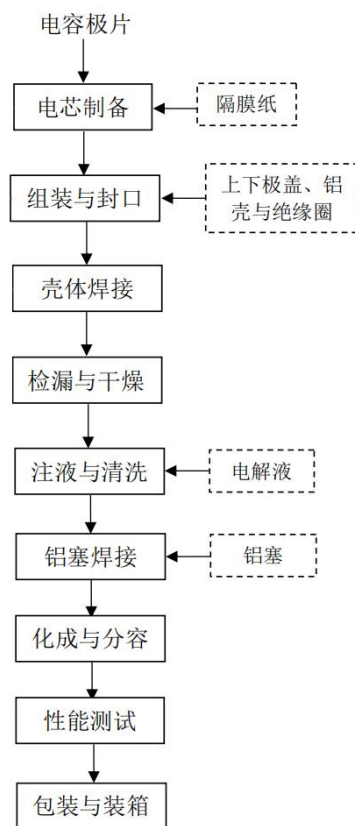 电容极片
电芯制备
隔膜纸
组装与封口
上下极盖、铝
壳与绝缘圈
壳体焊接
检漏与干燥
注液与清洗
电解液
铝塞焊接
铝塞
化成与分容
性能测试
包装与装箱